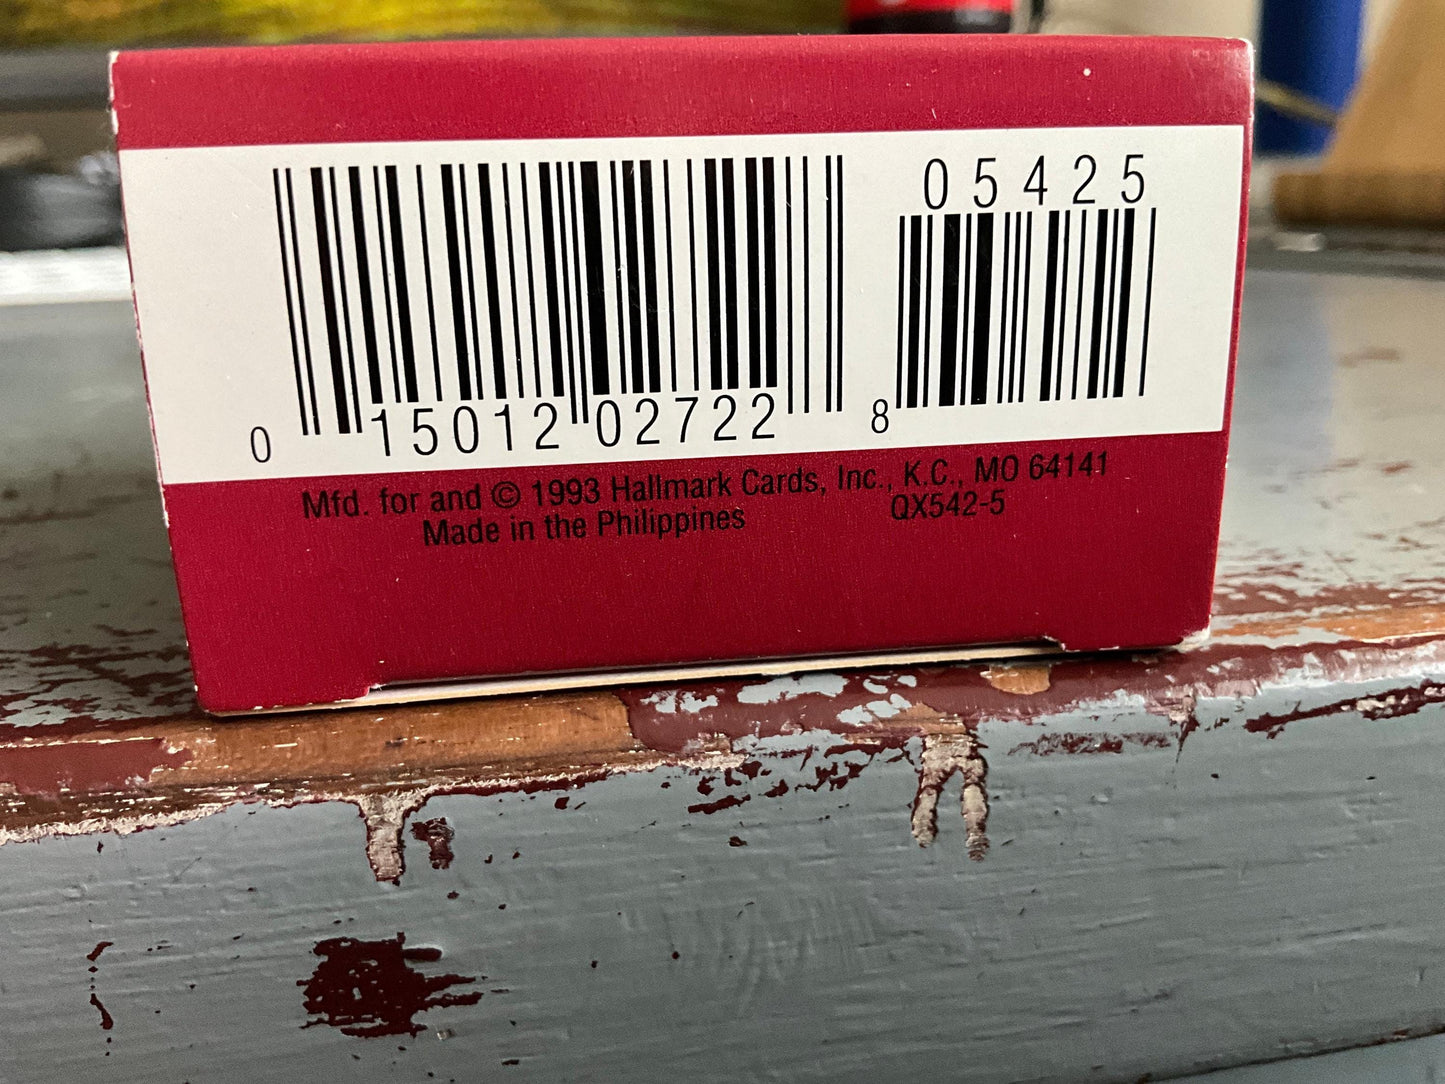 05425
0 15012 02722 8
Mfd. for and © 1993 Hallmark Cards, Inc., K.C., MO 64141
Made in the Philippines QX542-5